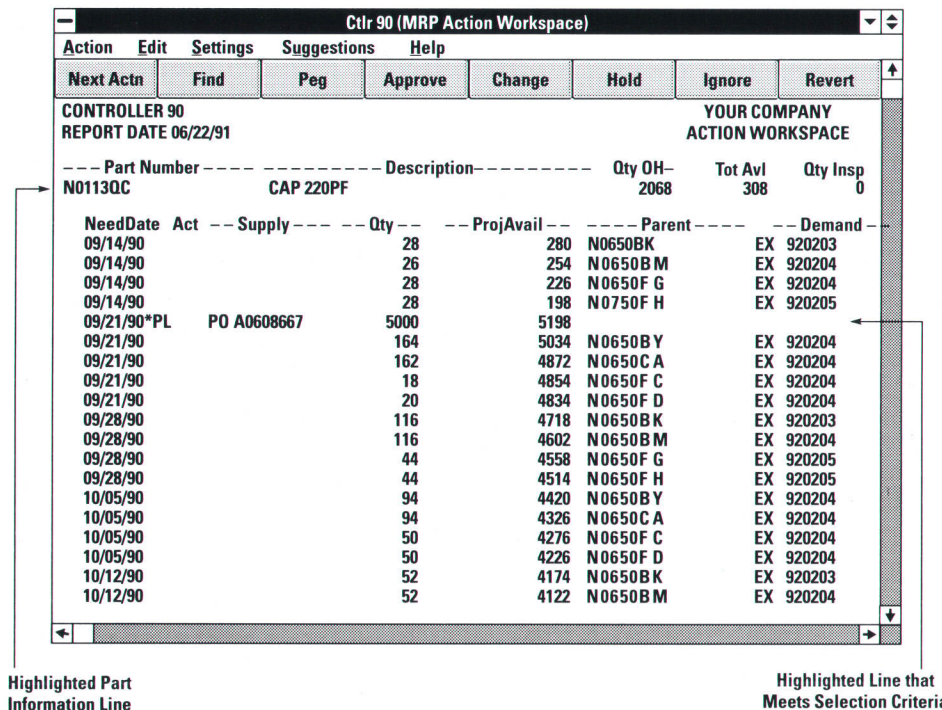 Ctlr 90 (MRP Action Workspace)
Action Edit Settings Suggestions Help
Next Actn Find Peg Approve Change Hold Ignore Revert
CONTROLLER 90 YOUR COMPANY
REPORT DATE 06/22/91 ACTION WORKSPACE
--- Part Number ---- --------- Description--------- - Qty OH- Tot Avl Qty Insp
N0113QC CAP 220PF 2068 308 0
NeedDate Act -- Supply --- -- Qty -- -- ProjAvail -- ---- Parent ---- -- Demand --
09/14/90 28 280 N0650BK EX 920203
09/14/90 26 254 N0650BM EX 920204
09/14/90 28 226 N0650F G EX 920204
09/14/90 28 198 N0750F H EX 920205
09/21/90*PL PO A0608667 5000 5198
09/21/90 164 5034 N0650BY EX 920204
09/21/90 162 4872 N0650CA EX 920204
09/21/90 18 4854 N0650F C EX 920204
09/21/90 20 4834 N0650F D EX 920204
09/28/90 116 4718 N0650BK EX 920203
09/28/90 116 4602 N0650BM EX 920204
09/28/90 44 4558 N0650F G EX 920205
09/28/90 44 4514 N0650F H EX 920205
10/05/90 94 4420 N0650BY EX 920204
10/05/90 94 4326 N0650CA EX 920204
10/05/90 50 4276 N0650F C EX 920204
10/05/90 50 4226 N0650F D EX 920204
10/12/90 52 4174 N0650BK EX 920203
10/12/90 52 4122 N0650BM EX 920204
Highlighted Part
Information Line
Highlighted Line that
Meets Selection Criteria